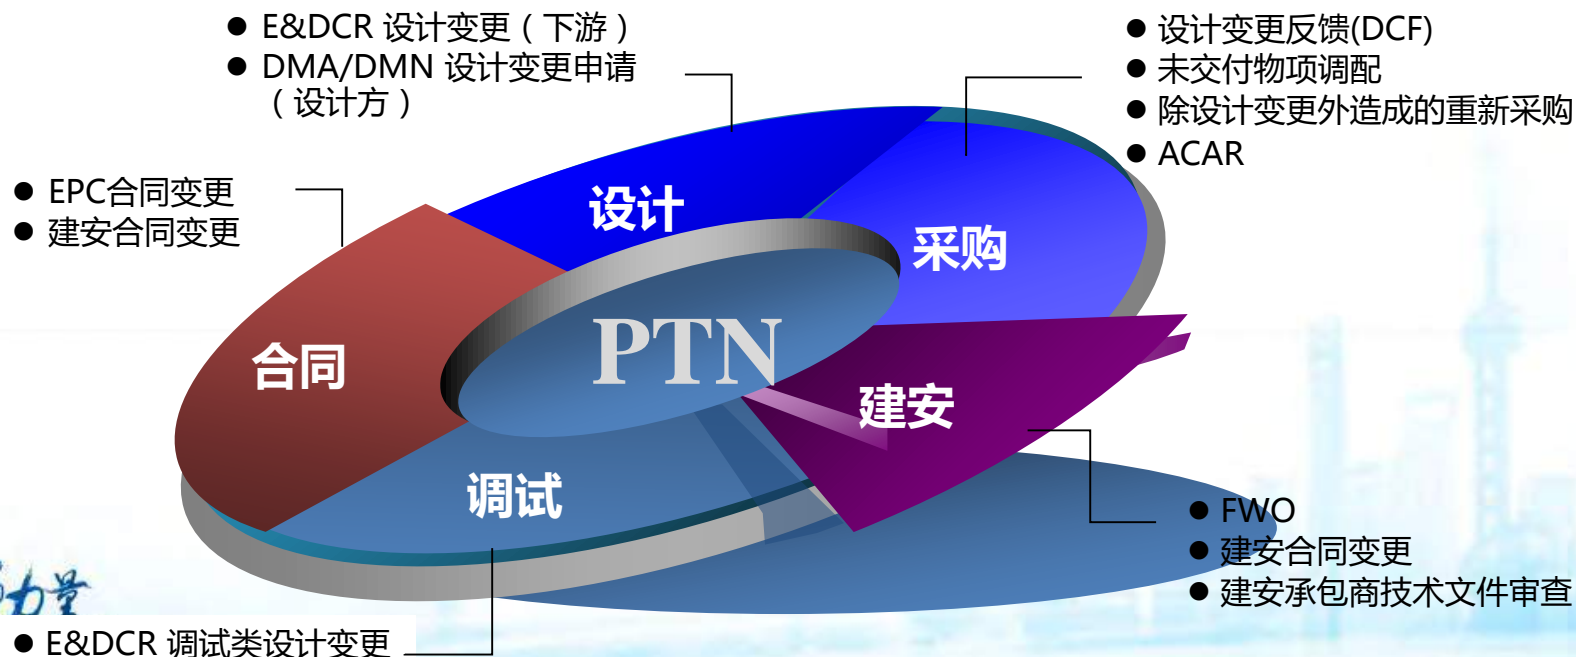 ● E&DCR 设计变更（下游）
● DMA/DMN 设计变更申请
（设计方）
● 设计变更反馈(DCF)
● 未交付物项调配
● 除设计变更外造成的重新采购
● ACAR
● EPC合同变更
● 建安合同变更
设计
采购
合同
PTN
建安
调试
● FWO
● 建安合同变更
● 建安承包商技术文件审查
力量
● E&DCR 调试类设计变更